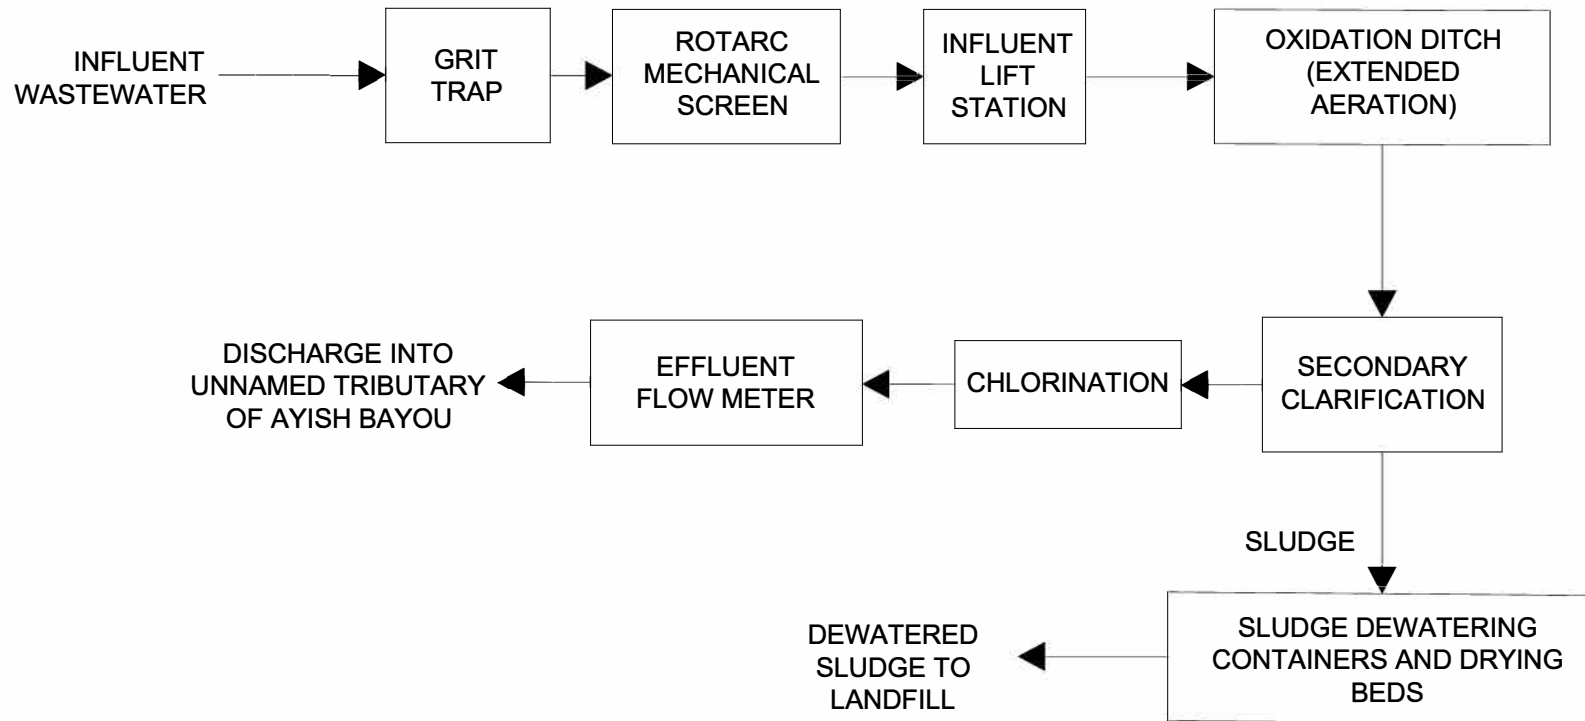 INFLUENT
WASTEWATER
GRIT
TRAP
ROTARC
MECHANICAL
SCREEN
INFLUENT
LIFT
STATION
OXIDATION DITCH
(EXTENDED
AERATION)
DISCHARGE INTO
UNNAMED TRIBUTARY
OF AYISH BAYOU
EFFLUENT
FLOW METER
CHLORINATION
SECONDARY
CLARIFICATION
SLUDGE
DEWATERED
SLUDGE TO
LANDFILL
SLUDGE DEWATERING
CONTAINERS AND DRYING
BEDS